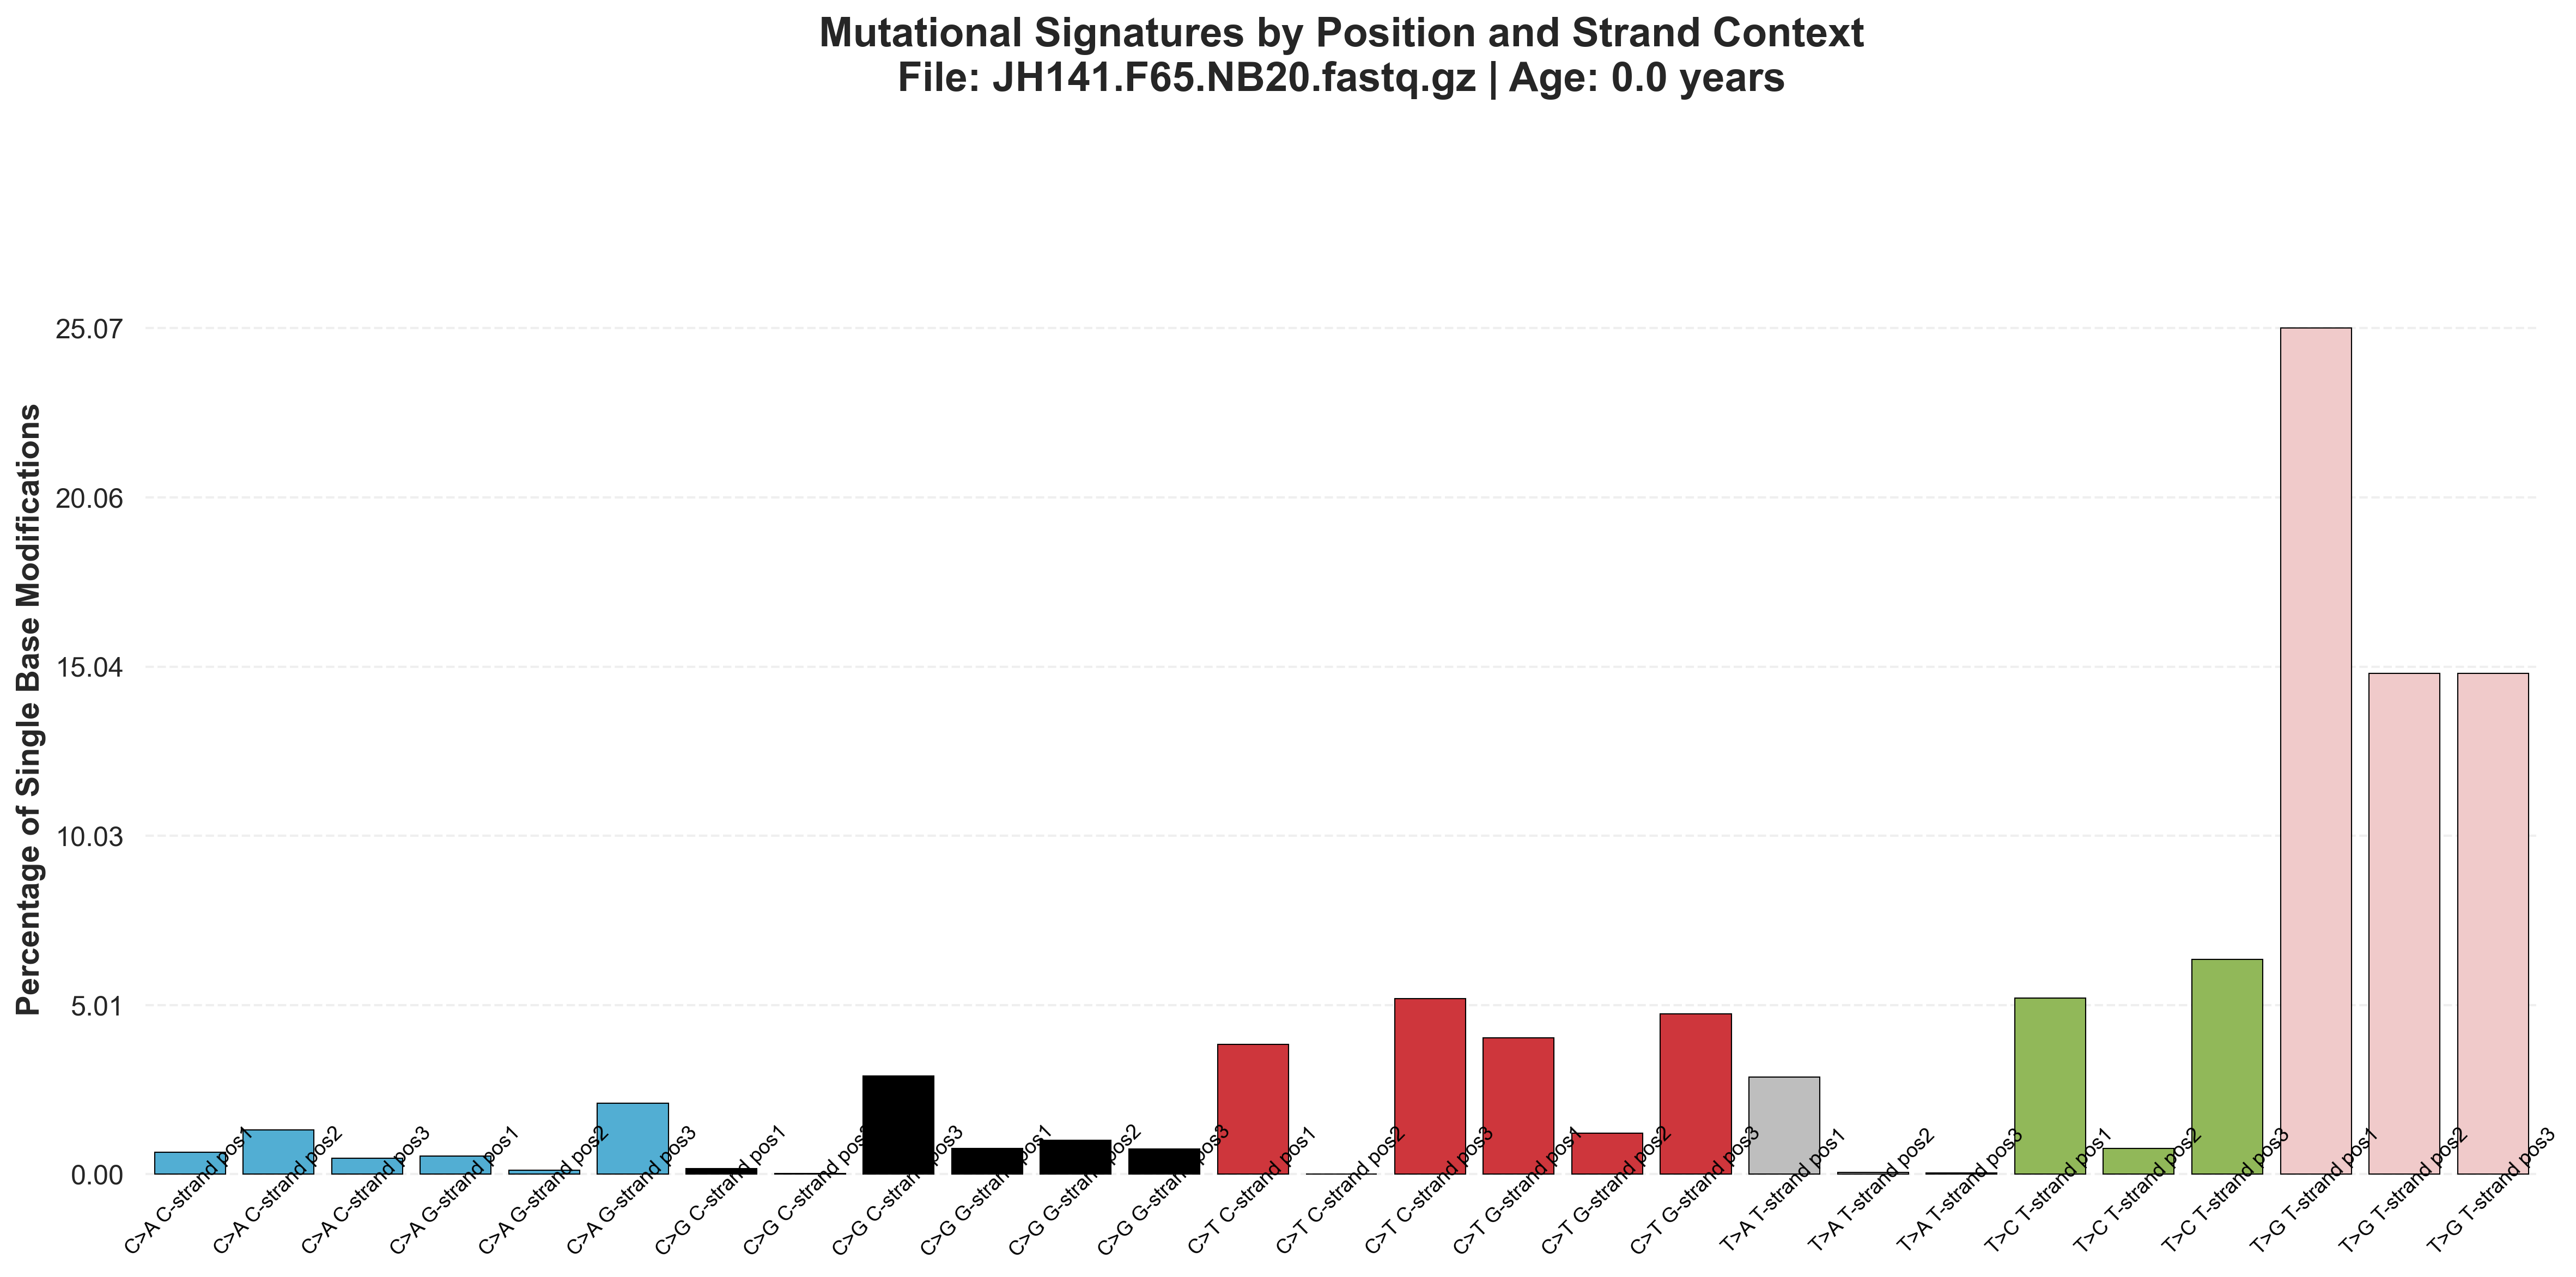 Mutational Signatures by Position and Strand Context
File: JH141.F65.NB20.fastq.gz | Age: 0.0 years
Percentage of Single Base Modifications
25.07
20.06
15.04
10.03
5.01
0.00
C>A C-strand pos1
C>A C-strand pos2
C>A C-strand pos3
C>A G-strand pos1
C>A G-strand pos2
C>A G-strand pos3
C>G C-strand pos1
C>G C-strand pos2
C>G C-strand pos3
C>G G-strand pos1
C>G G-strand pos2
C>G G-strand pos3
C>T C-strand pos1
C>T C-strand pos2
C>T C-strand pos3
C>T G-strand pos1
C>T G-strand pos2
C>T G-strand pos3
T>A T-strand pos1
T>A T-strand pos2
T>A T-strand pos3
T>C T-strand pos1
T>C T-strand pos2
T>C T-strand pos3
T>G T-strand pos1
T>G T-strand pos2
T>G T-strand pos3